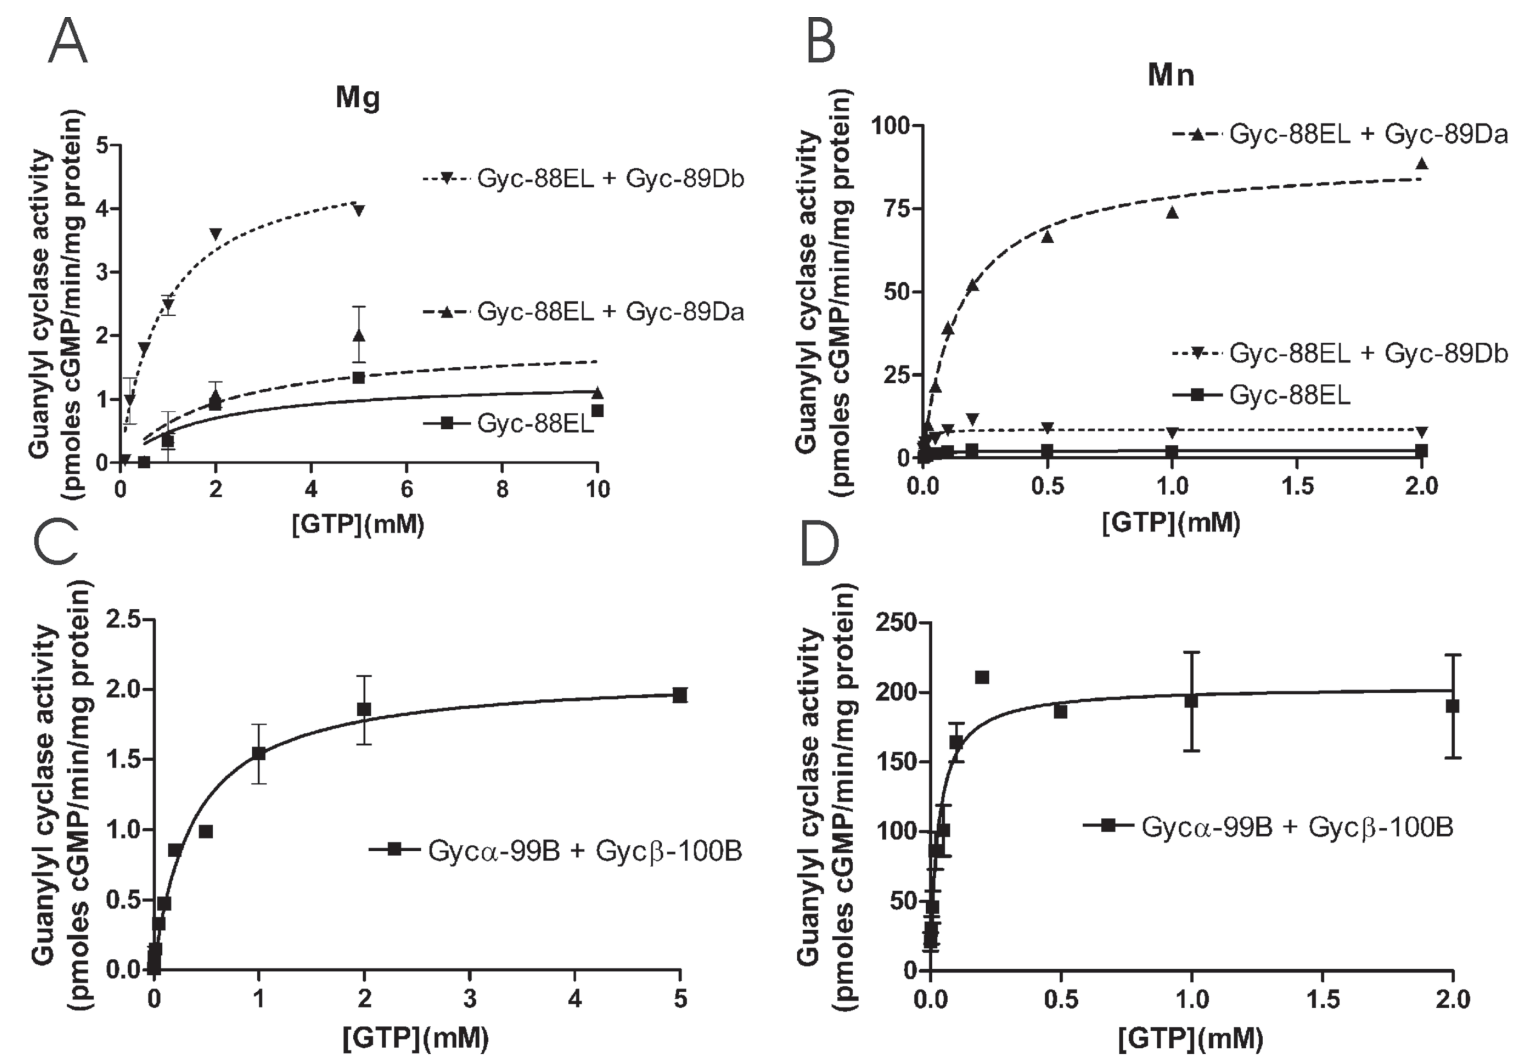 A
Mg
Guanylyl cyclase activity
(pmoles cGMP/min/mg protein)
5
4
3
2
1
0
0
2
4
6
8
10
[GTP](mM)
Gyc-88EL + Gyc-89Db
Gyc-88EL + Gyc-89Da
Gyc-88EL
B
Mn
Guanylyl cyclase activity
(pmoles cGMP/min/mg protein)
100
75
50
25
0
0.0
0.5
1.0
1.5
2.0
[GTP](mM)
Gyc-88EL + Gyc-89Da
Gyc-88EL + Gyc-89Db
Gyc-88EL
C
Guanylyl cyclase activity
(pmoles cGMP/min/mg protein)
2.5
2.0
1.5
1.0
0.5
0.0
0
1
2
3
4
5
[GTP](mM)
Gycα-99B + Gycβ-100B
D
Guanylyl cyclase activity
(pmoles cGMP/min/mg protein)
250
200
150
100
50
0
0.0
0.5
1.0
1.5
2.0
[GTP](mM)
Gycα-99B + Gycβ-100B